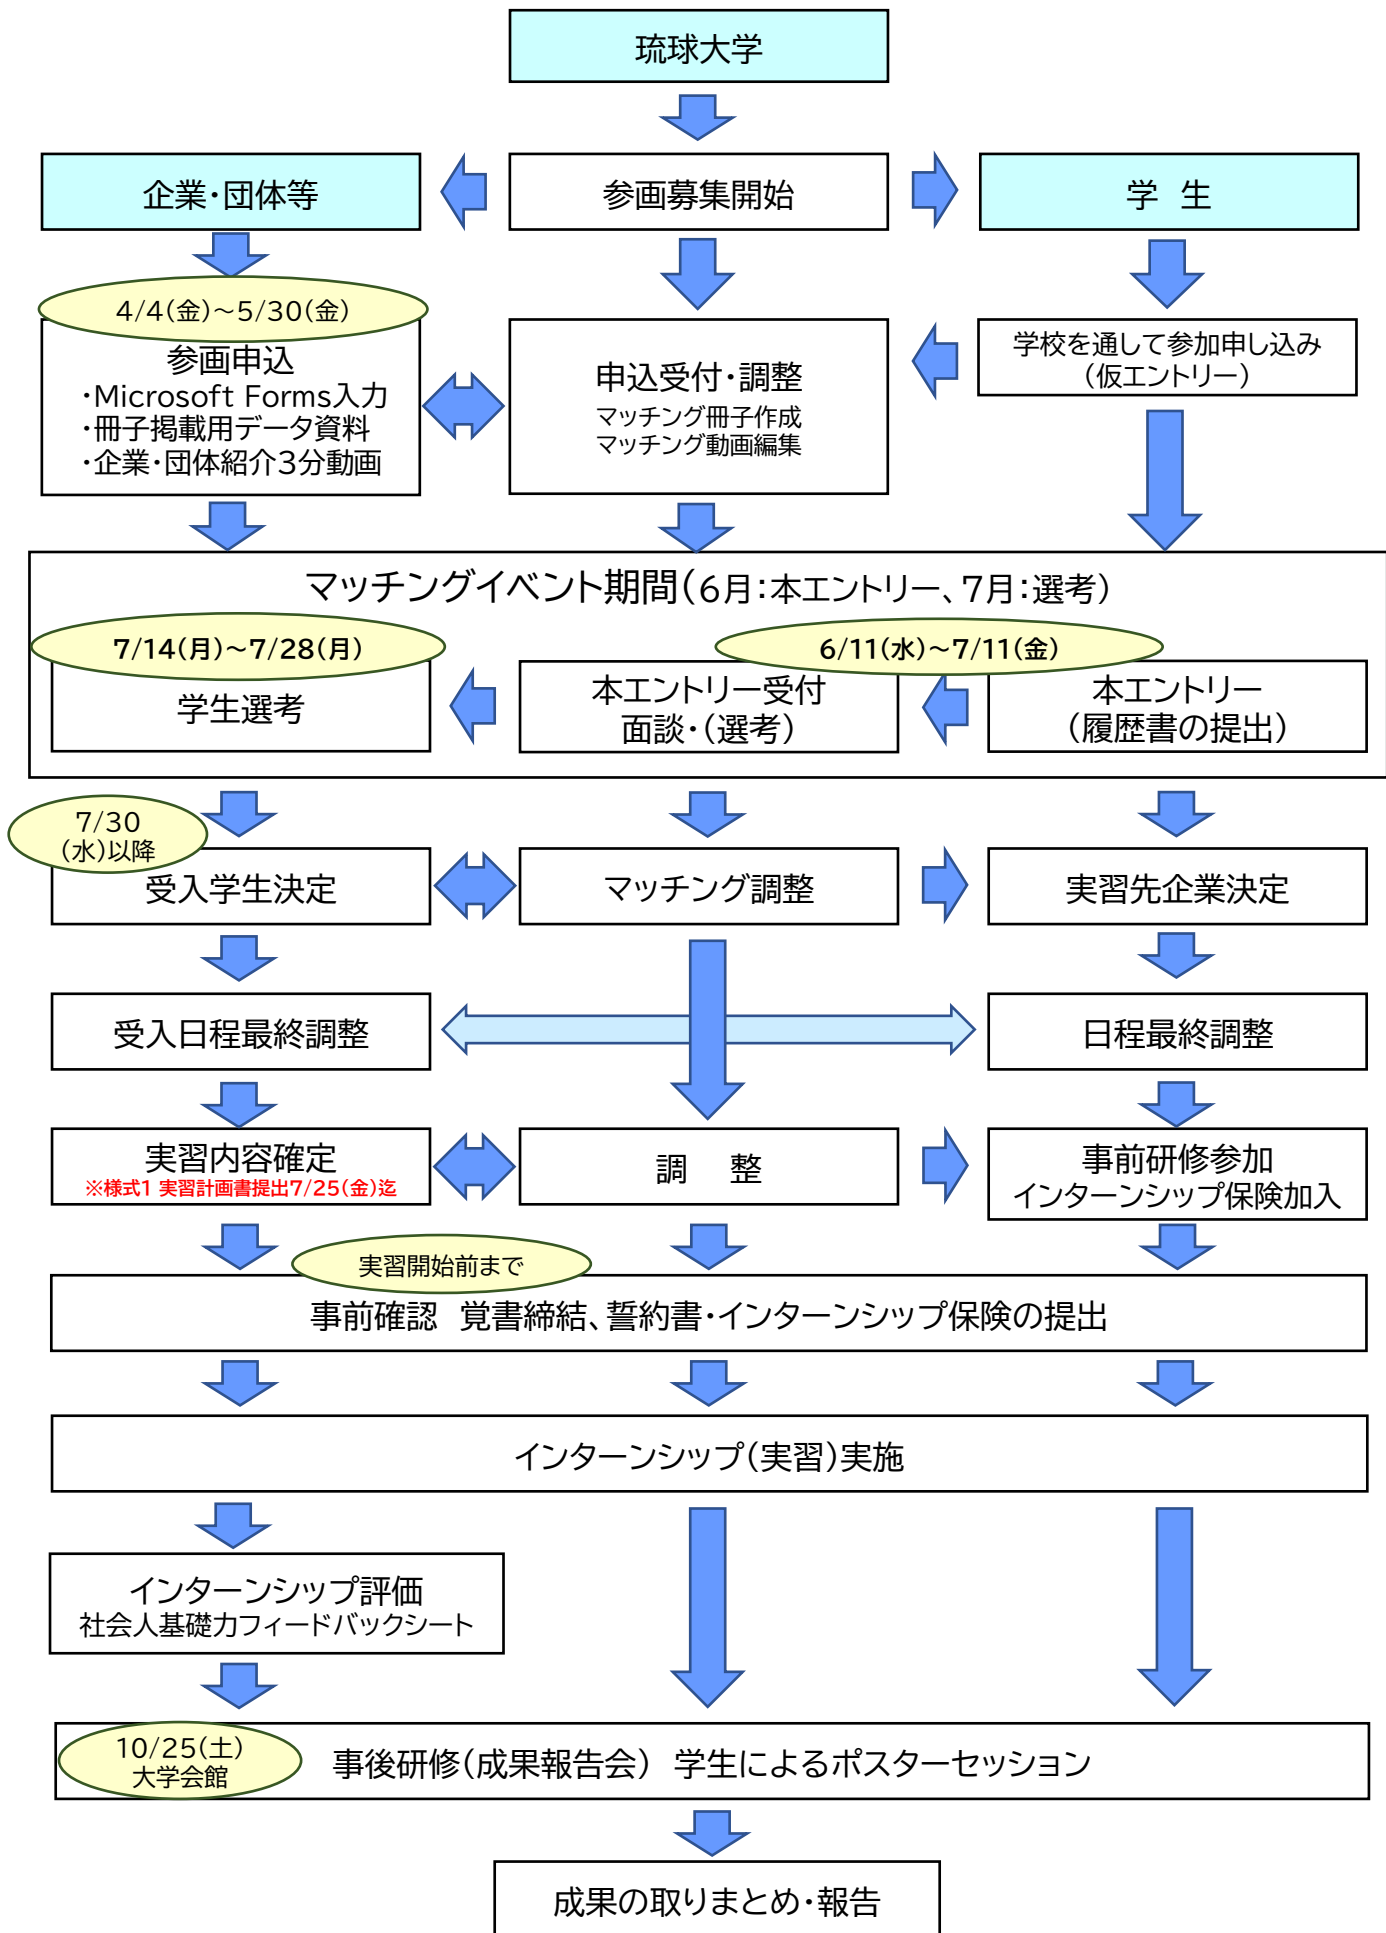 琉球大学
企業・団体等
参画募集開始
学 生
4/4(金)～5/30(金)
参画申込
・Microsoft Forms入力
・冊子掲載用データ資料
・企業・団体紹介3分動画
申込受付・調整
マッチング冊子作成
マッチング動画編集
学校を通して参加申し込み
(仮エントリー)
マッチングイベント期間(6月:本エントリー、7月:選考)
7/14(月)～7/28(月)
学生選考
本エントリー受付
面談・(選考)
6/11(水)～7/11(金)
本エントリー
(履歴書の提出)
7/30
(水)以降
受入学生決定
マッチング調整
実習先企業決定
受入日程最終調整
日程最終調整
実習内容確定
※様式1 実習計画書提出7/25(金)迄
調 整
事前研修参加
インターンシップ保険加入
実習開始前まで
事前確認 覚書締結、誓約書・インターンシップ保険の提出
インターンシップ(実習)実施
インターンシップ評価
社会人基礎力フィードバックシート
10/25(土)
大学会館
事後研修(成果報告会) 学生によるポスターセッション
成果の取りまとめ・報告